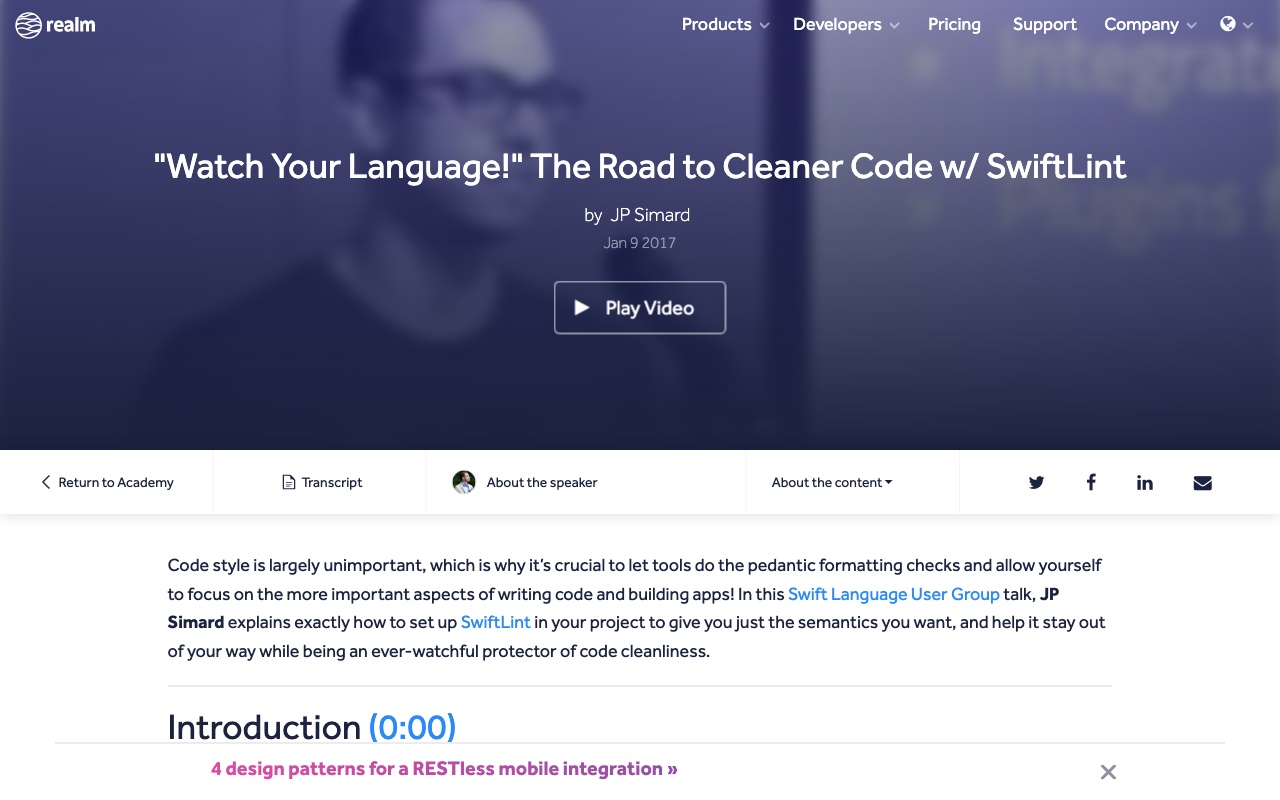 realm
Products Developers Pricing Support Company
Integrate
Plugins f
"Watch Your Language!" The Road to Cleaner Code w/ SwiftLint
by JP Simard
Jan 9 2017
Play Video
Return to Academy Transcript About the speaker About the content
Code style is largely unimportant, which is why it’s crucial to let tools do the pedantic formatting checks and allow yourself
to focus on the more important aspects of writing code and building apps! In this Swift Language User Group talk, JP
Simard explains exactly how to set up SwiftLint in your project to give you just the semantics you want, and help it stay out
of your way while being an ever-watchful protector of code cleanliness.
Introduction (0:00)
4 design patterns for a RESTless mobile integration »